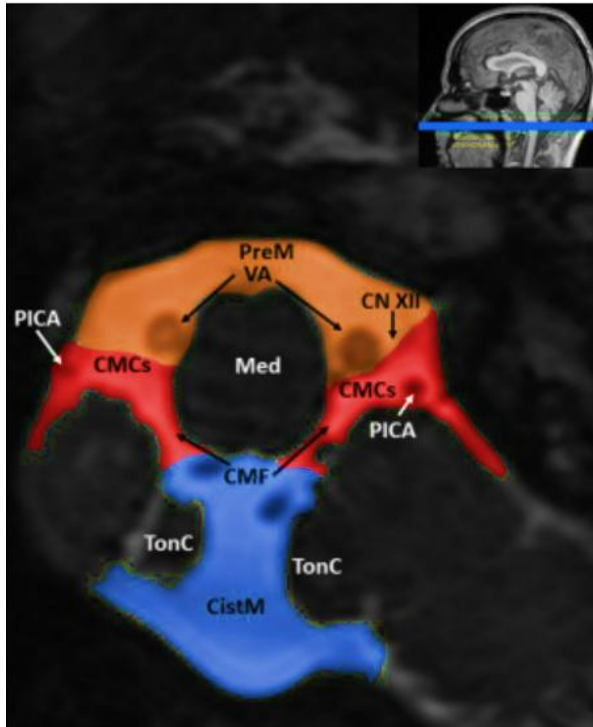 PreM
VA
CN XII
PICA
CMCs
Med
CMCs
PICA
CMF
TonC
TonC
CistM